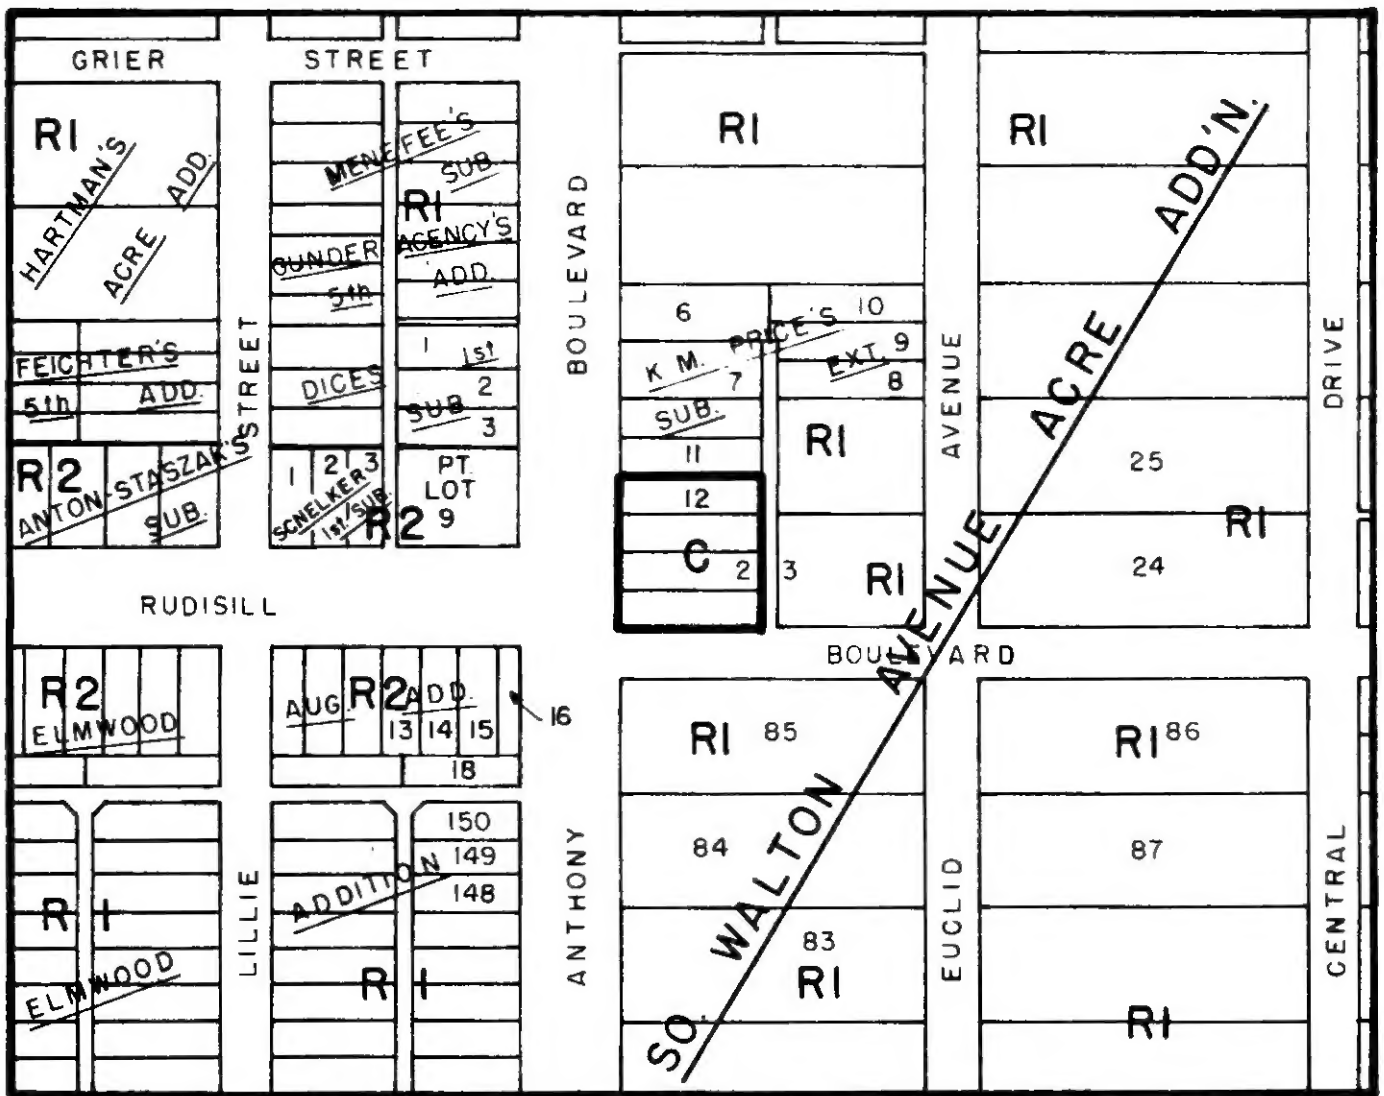 GRIER STREET
R1
HARTMAN'S
ACRE ADD.
MENEFEE'S
SUB.
R1
GUNDER
5th
AGENCY'S
ADD.
BOULEVARD
R1
R1
FEICHTER'S
5th ADD.
STREET
DICES
1 1st
2
SUB
3
6
K M. PRICE'S
7
SUB.
11
10
9
EXT.
8
R1
AVENUE
DRIVE
R2
ANTON STASZAK'S
SUB.
1 2 3
SCNELKER
1st SUB.
R2
PT.
LOT
9
12
C
2
3
R1
25
R1
24
RUDISILL
BOULEVARD
R2
ELMWOOD
AUG. R2 ADD.
13 14 15
16
18
R1 85
R1 86
150
149
148
84
87
ADDITION
R1
ELMWOOD
LILLIE
R1
ANTHONY
83
R1
EUCLID
R1
CENTRAL
SO. WALTON AVENUE ACRE ADD'N.